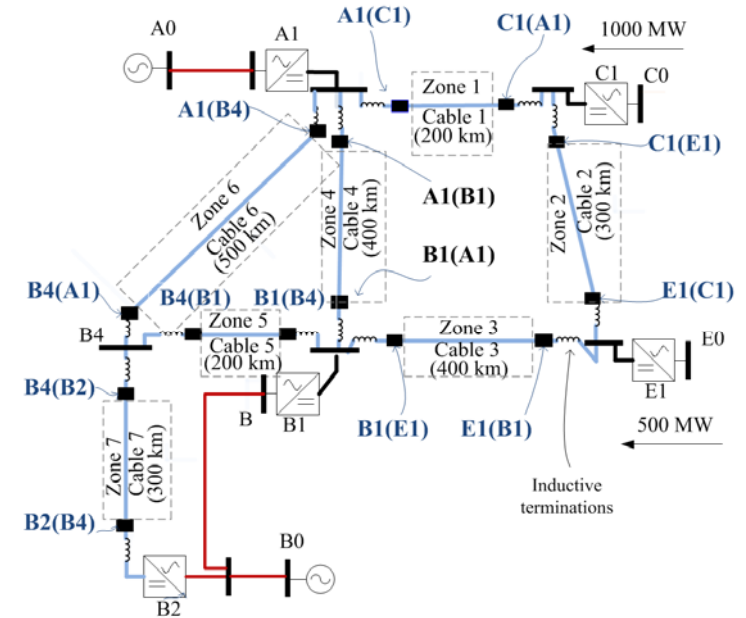 A1(C1)
C1(A1)
1000 MW
A0
A1
Zone 1
Cable 1
(200 km)
C1
C0
A1(B4)
C1(E1)
Zone 6
Cable 6
(500 km)
Zone 4
Cable 4
(400 km)
A1(B1)
Zone 2
Cable 2
(300 km)
B1(A1)
B4(A1)
B4(B1)
B1(B4)
E1(C1)
B4
Zone 5
Cable 5
(200 km)
Zone 3
Cable 3
(400 km)
E0
E1
B4(B2)
B
B1
B1(E1)
E1(B1)
500 MW
Zone 7
Cable 7
(300 km)
Inductive
terminations
B2(B4)
B0
B2